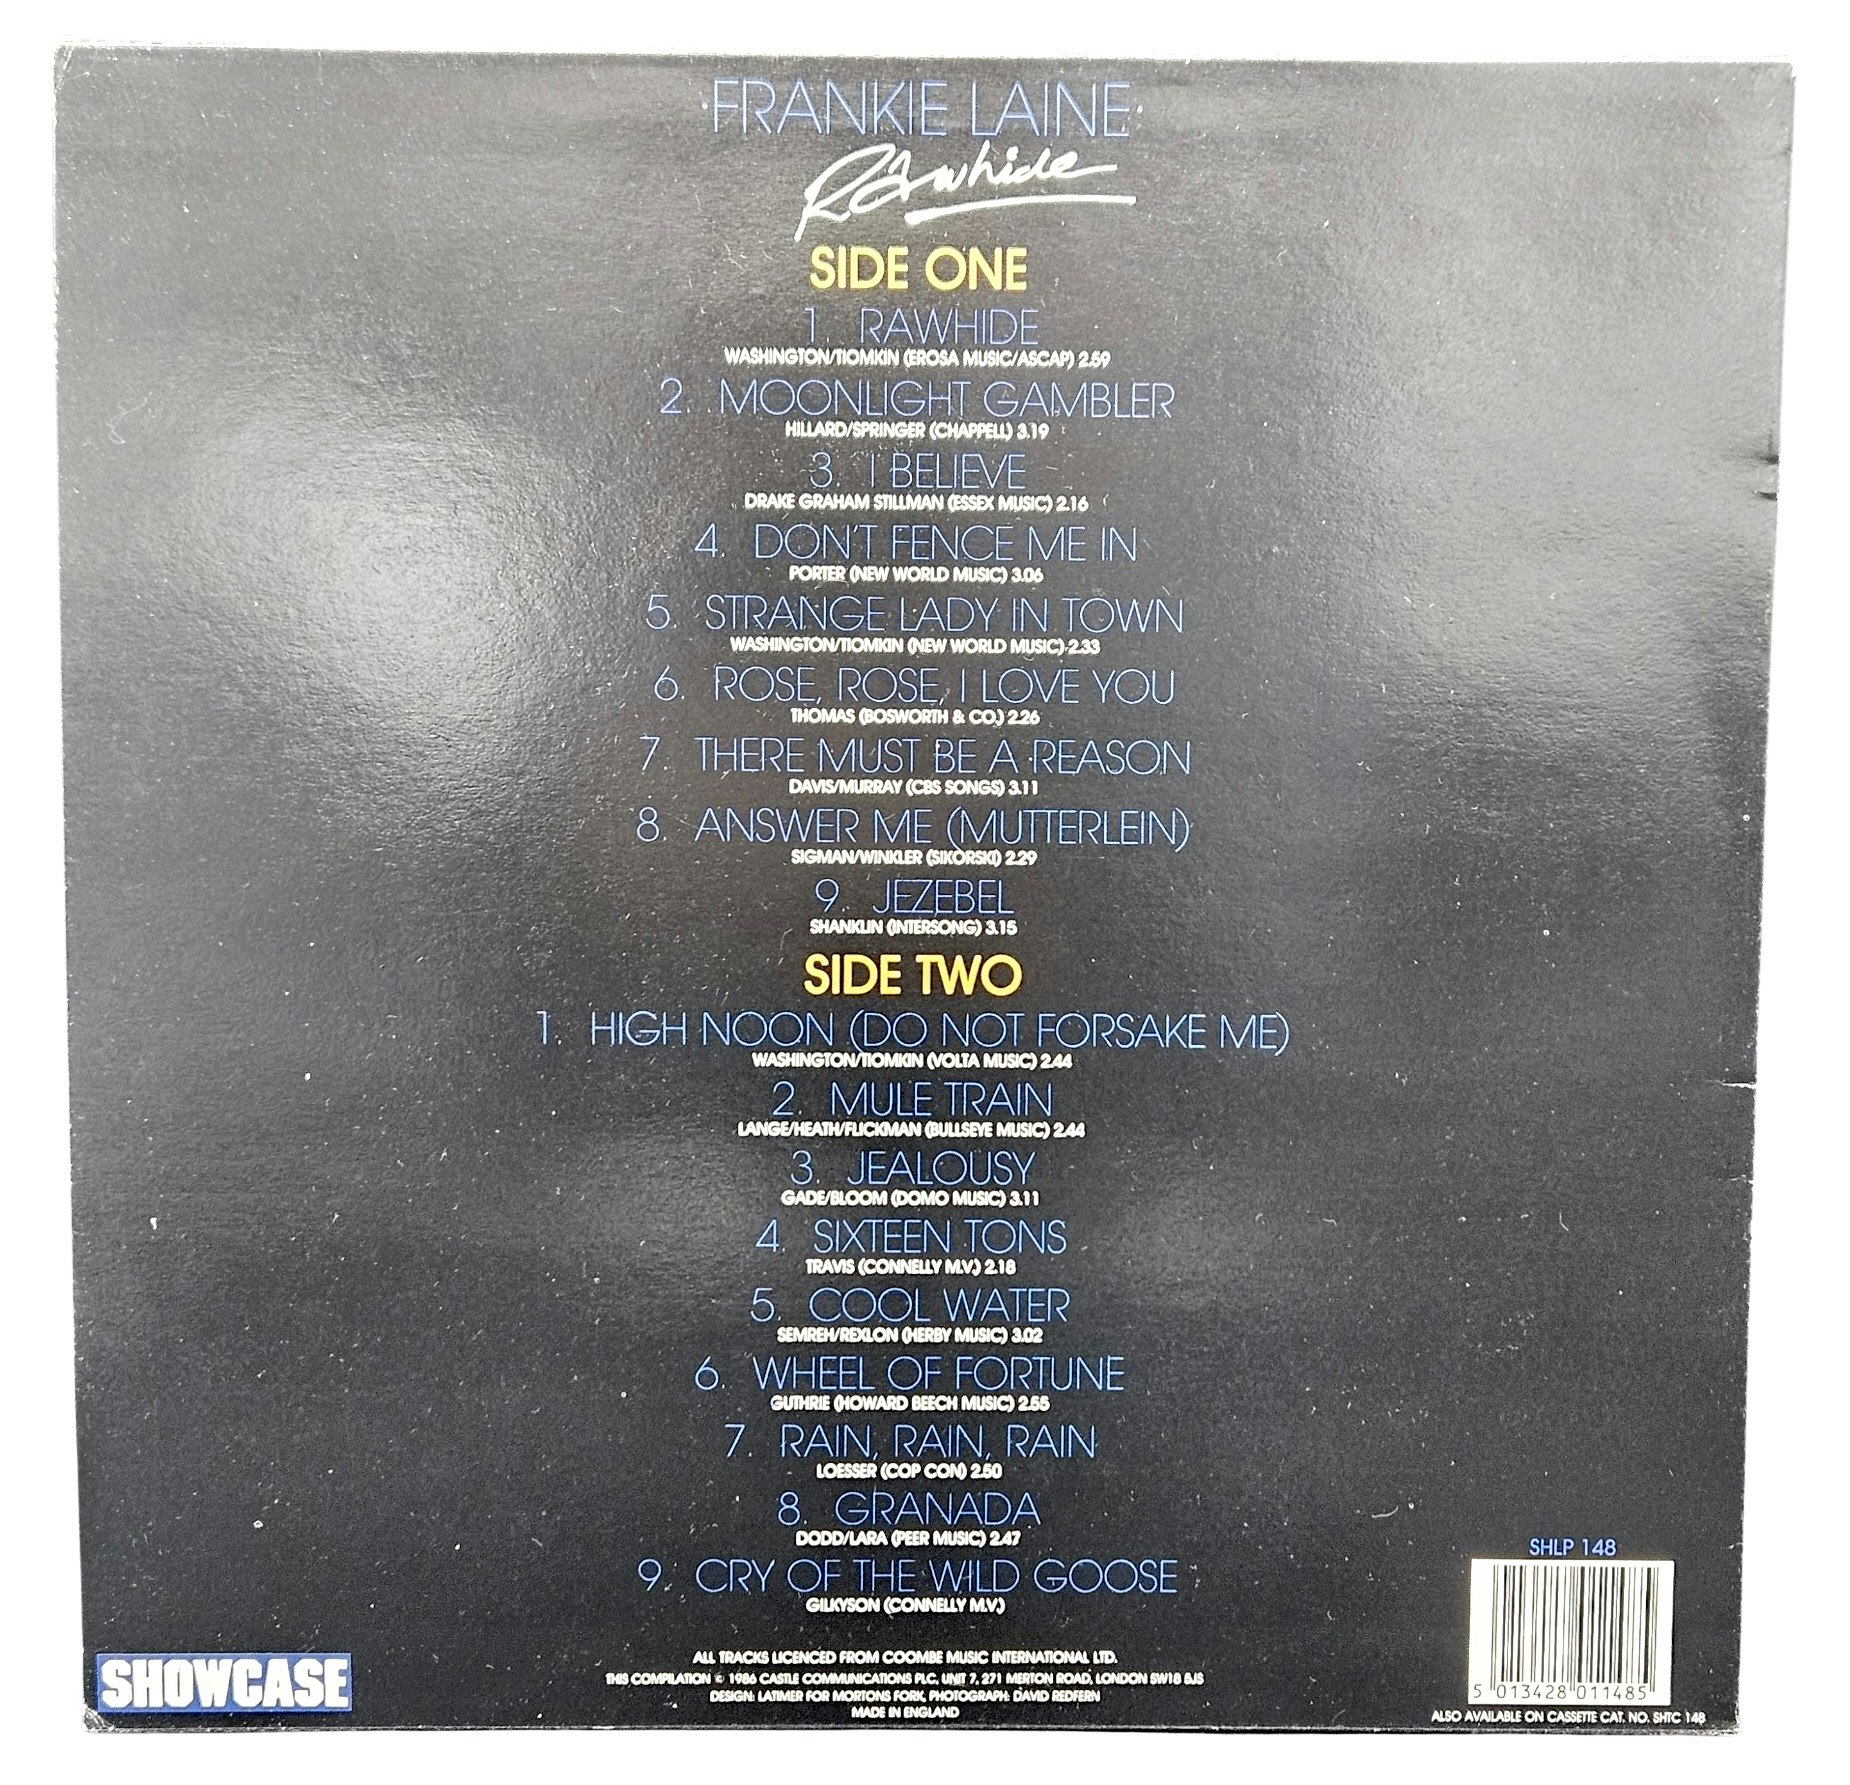 ·FRANKIE LAINE·
Rawhide
SIDE ONE
1. RAWHIDE
WASHINGTON/TIOMKIN (EROSA MUSIC/ASCAP) 2.59
2. MOONLIGHT GAMBLER
HILLARD/SPRINGER (CHAPPELL) 3.19
3. I BELIEVE
DRAKE GRAHAM STILLMAN (ESSEX MUSIC) 2.16
4. DON'T FENCE ME IN
PORTER (NEW WORLD MUSIC) 3.06
5. STRANGE LADY IN TOWN
WASHINGTON/TIOMKIN (NEW WORLD MUSIC) 2.33
6. ROSE, ROSE, I LOVE YOU
THOMAS (BOSWORTH & CO.) 2.26
7. THERE MUST BE A REASON
DAVIS/MURRAY (CBS SONGS) 3.11
8. ANSWER ME (MUTTERLEIN)
SIGMAN/WINKLER (SIKORSKI) 2.29
9. JEZEBEL
SHANKLIN (INTERSONG) 3.15
SIDE TWO
1. HIGH NOON (DO NOT FORSAKE ME)
WASHINGTON/TIOMKIN (VOLTA MUSIC) 2.44
2. MULE TRAIN
LANGE/HEATH/FLICKMAN (BULLSEYE MUSIC) 2.44
3. JEALOUSY
GADE/BLOOM (DOMO MUSIC) 3.11
4. SIXTEEN TONS
TRAVIS (CONNELLY M.V.) 2.18
5. COOL WATER
SEMREH/REXLON (HERBY MUSIC) 3.02
6. WHEEL OF FORTUNE
GUTHRIE (HOWARD BEECH MUSIC) 2.55
7. RAIN, RAIN, RAIN
LOESSER (COP CON) 2.50
8. GRANADA
DODD/LARA (PEER MUSIC) 2.47
9. CRY OF THE WILD GOOSE
GILKYSON (CONNELLY M.V.)
SHLP 148
5 013428 011485
ALSO AVAILABLE ON CASSETTE CAT. NO. SHTC 148
SHOWCASE
ALL TRACKS LICENCED FROM COOMBE MUSIC INTERNATIONAL LTD.
THIS COMPILATION © 1986 CASTLE COMMUNICATIONS PLC, UNIT 7, 271 MERTON ROAD, LONDON SW18 5JS
DESIGN: LATIMER FOR MORTONS FORK, PHOTOGRAPH: DAVID REDFERN
MADE IN ENGLAND